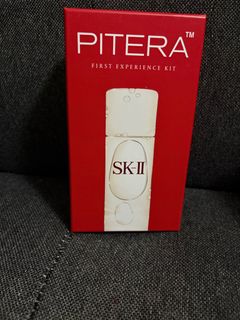 PITERA™
FIRST EXPERIENCE KIT
SK-II